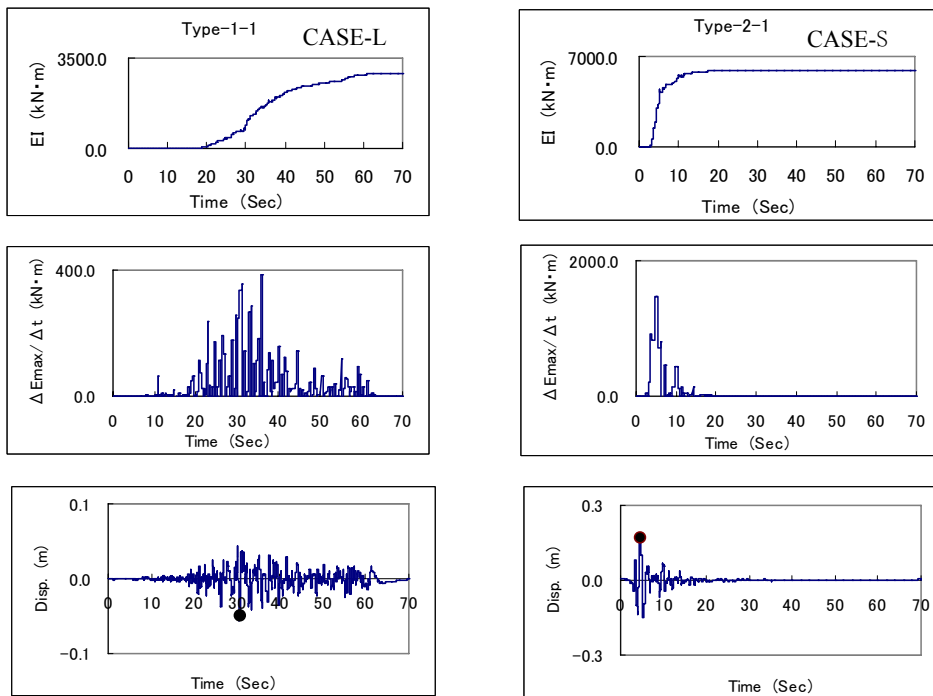 Type-1-1
CASE-L
3500.0
0.0
EI (kN・m)
0 10 20 30 40 50 60 70
Time (Sec)
Type-2-1
CASE-S
7000.0
0.0
EI (kN・m)
0 10 20 30 40 50 60 70
Time (Sec)
400.0
0.0
ΔEmax/Δt (kN・m)
0 10 20 30 40 50 60 70
Time (Sec)
2000.0
0.0
ΔEmax/Δt (kN・m)
0 10 20 30 40 50 60 70
Time (Sec)
0.1
0.0
-0.1
Disp. (m)
0 10 20 30 40 50 60 70
Time (Sec)
0.3
0.0
-0.3
Disp. (m)
0 10 20 30 40 50 60 70
Time (Sec)